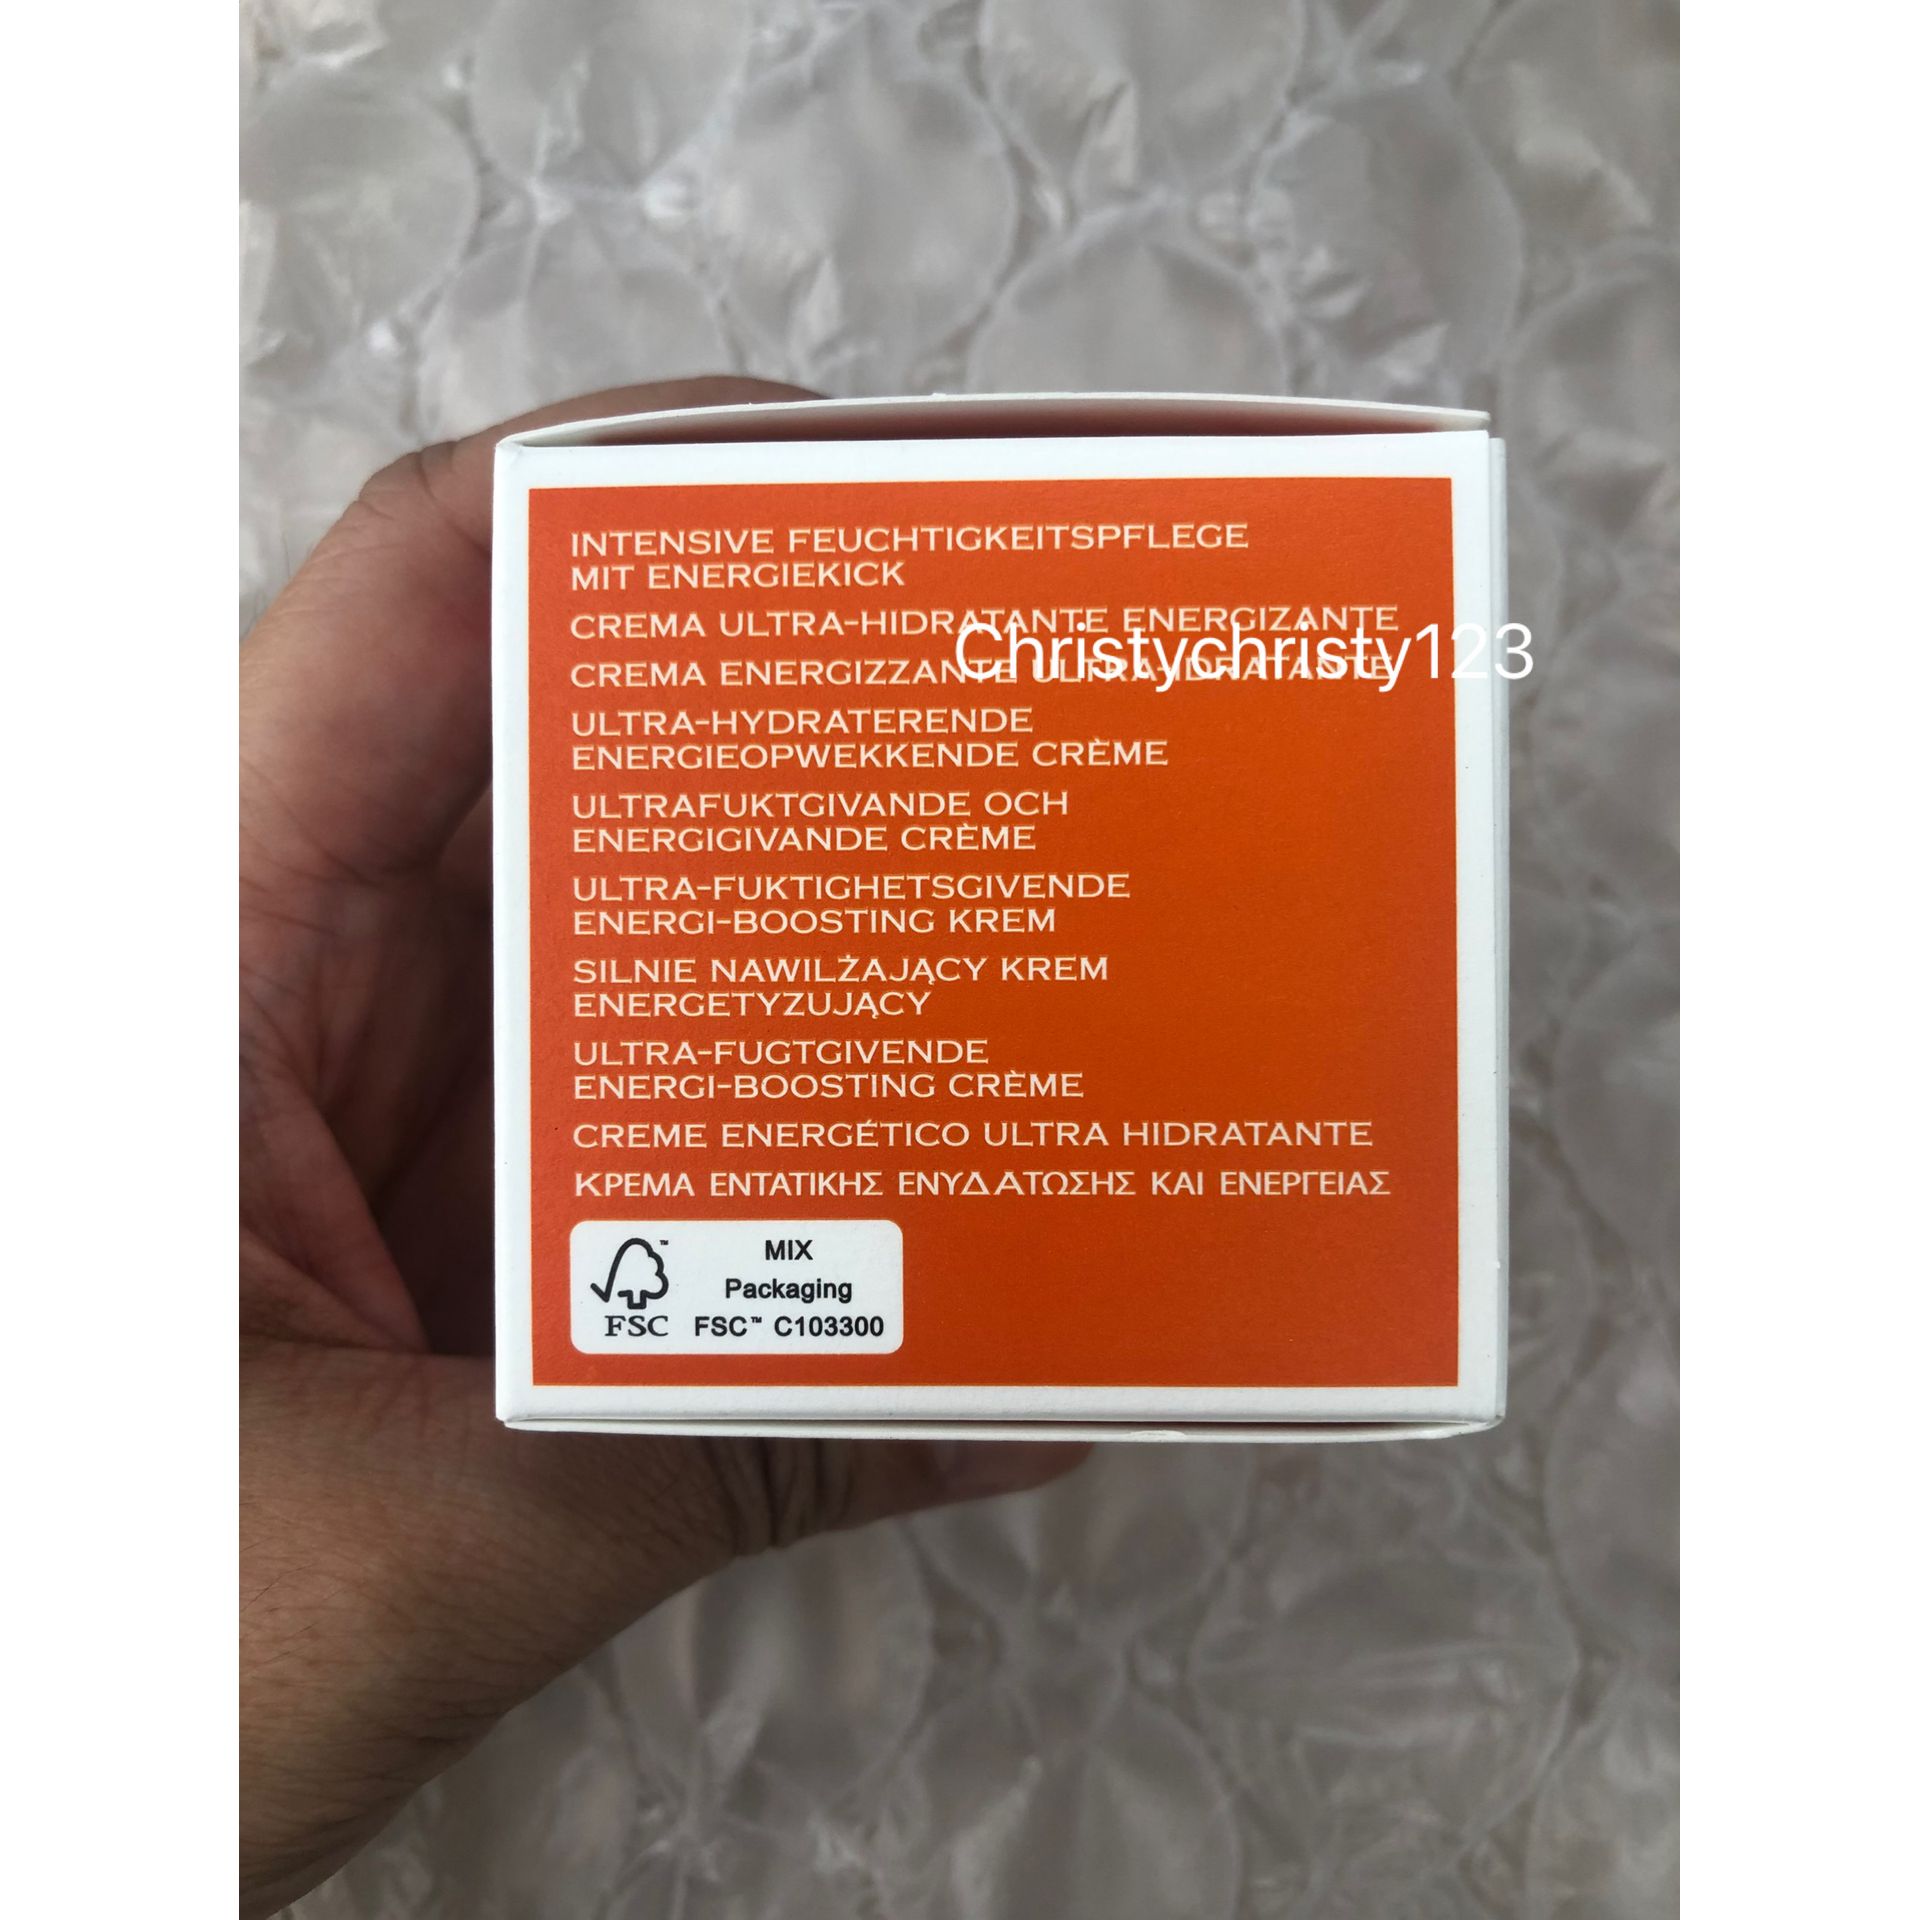 INTENSIVE FEUCHTIGKEITSPFLEGE
MIT ENERGIEKICK
CREMA ULTRA-HIDRATANTE ENERGIZANTE
Christychristy123
CREMA ENERGIZZANTE ULTRA-IDRATANTE
ULTRA-HYDRATERENDE
ENERGIEOPWEKKENDE CRÈME
ULTRAFUKTGIVANDE OCH
ENERGIGIVANDE CRÈME
ULTRA-FUKTIGHETSGIVENDE
ENERGI-BOOSTING KREM
SILNIE NAWILŻAJĄCY KREM
ENERGETYZUJĄCY
ULTRA-FUGTGIVENDE
ENERGI-BOOSTING CRÈME
CREME ENERGÉTICO ULTRA HIDRATANTE
ΚΡΕΜΑ ΕΝΤΑΤΙΚΗΣ ΕΝΥΔΑΤΩΣΗΣ ΚΑΙ ΕΝΕΡΓΕΙΑΣ
MIX
Packaging
FSC FSC™ C103300